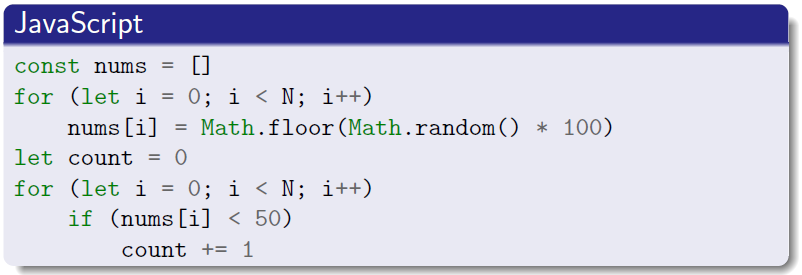 JavaScript
const nums = []
for (let i = 0; i < N; i++)
    nums[i] = Math.floor(Math.random() * 100)
let count = 0
for (let i = 0; i < N; i++)
    if (nums[i] < 50)
        count += 1